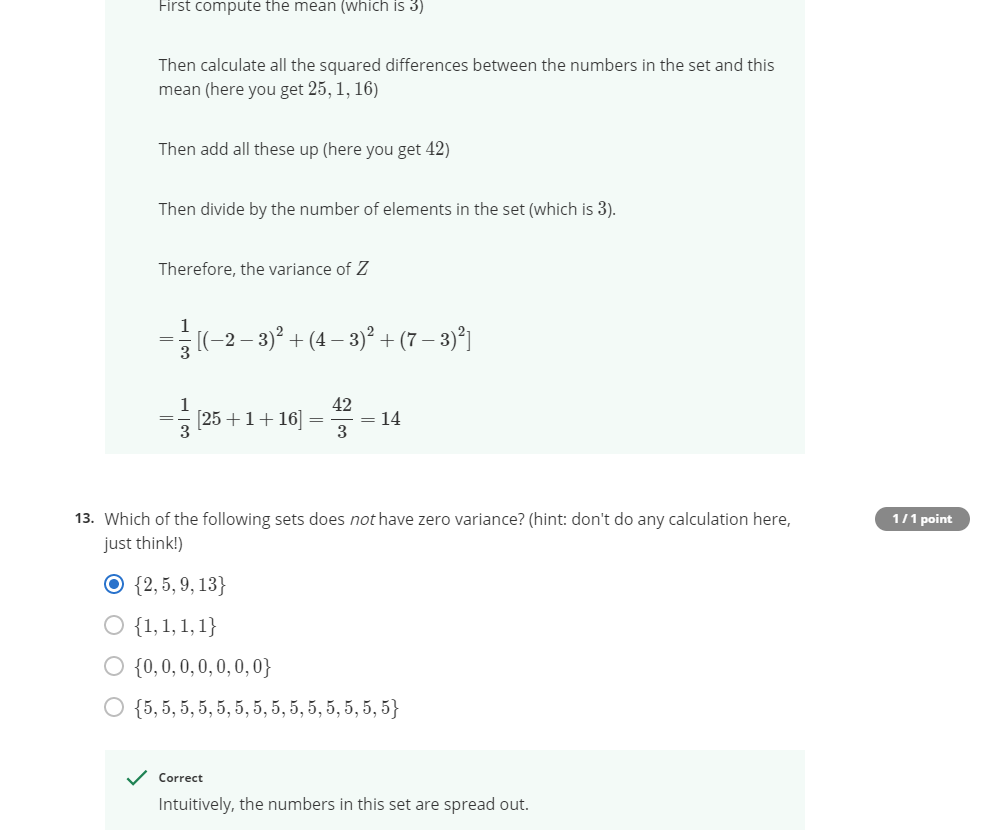 First compute the mean (which is 3)
Then calculate all the squared differences between the numbers in the set and this
mean (here you get 25, 1, 16)
Then add all these up (here you get 42)
Then divide by the number of elements in the set (which is 3).
Therefore, the variance of Z
= 1/3 [(−2 − 3)² + (4 − 3)² + (7 − 3)²]
= 1/3 [25 + 1 + 16] = 42/3 = 14
13. Which of the following sets does not have zero variance? (hint: don't do any calculation here,
just think!)
1 / 1 point
{2, 5, 9, 13}
{1, 1, 1, 1}
{0, 0, 0, 0, 0, 0, 0}
{5, 5, 5, 5, 5, 5, 5, 5, 5, 5, 5, 5, 5, 5}
Correct
Intuitively, the numbers in this set are spread out.